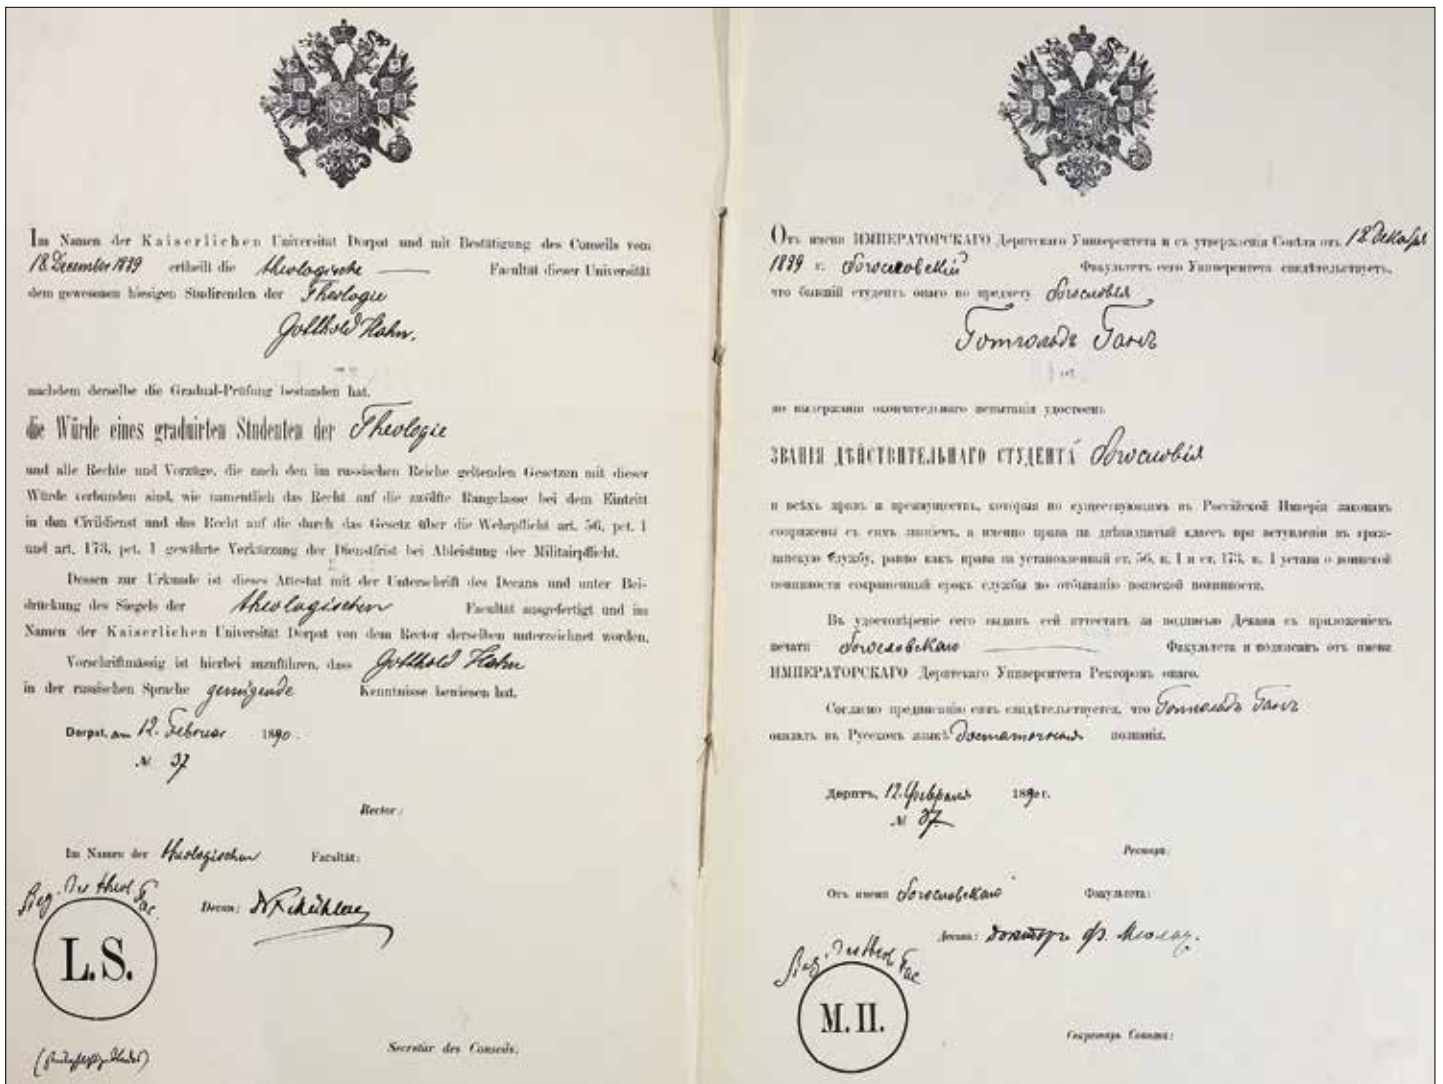 Im Namen der Kaiserlichen Universität Dorpat und mit Bestätigung des Conseils vom
18. December 1889 ertheilt die theologische Facultät dieser Universität
dem gewesenen hiesigen Studirenden der Theologie
Gotthold Hahn.
nachdem derselbe die Gradual-Prüfung bestanden hat.
die Würde eines graduirten Studenten der Theologie
und alle Rechte und Vorzüge, die nach den im russischen Reiche geltenden Gesetzen mit dieser
Würde verbunden sind, wie namentlich das Recht auf die zwölfte Rangclasse bei dem Eintritt
in den Civildienst und das Recht auf die durch das Gesetz über die Wehrpflicht art. 56, pct. 1
und art. 173, pct. 1 gewährte Verkürzung der Dienstfrist bei Ableistung der Militairpflicht.
Dessen zur Urkunde ist dieses Attestat mit der Unterschrift des Decans und unter Bei-
drückung des Siegels der theologischen Facultät ausgefertigt und im
Namen der Kaiserlichen Universität Dorpat von dem Rector derselben unterzeichnet worden.
Vorschriftmässig ist hierbei anzuführen, dass Gotthold Hahn
in der russischen Sprache genügende Kenntnisse bewiesen hat.
Dorpat, am 12. Februar 1890.
№ 37
Rector:
Im Namen der theologischen Facultät:
Decan:
Sieg. der theol. Fac.
L.S.
Secretär des Conseils.
Отъ имени ИМПЕРАТОРСКАГО Дерптскаго Университета и съ утвержденія Совѣта отъ 18 декабря
1889 г. богословскій Факультетъ сего Университета свидѣтельствуетъ,
что бывшій студентъ онаго по предмету богословія
Готгольдъ Ганъ
по выдержаніи окончательнаго испытанія удостоенъ
ЗВАНІЯ ДѢЙСТВИТЕЛЬНАГО СТУДЕНТА богословія
и всѣхъ правъ и преимуществъ, которыя по существующимъ въ Россійской Имперіи законамъ
сопряжены съ симъ званіемъ, а именно права на двѣнадцатый классъ при вступленіи въ граж-
данскую службу, равно какъ права на установленный ст. 56, п. 1 и ст. 173, п. 1 устава о воинской
повинности сокращенный срокъ службы по отбыванію воинской повинности.
Въ удостовѣреніе сего выданъ сей аттестатъ за подписью Декана съ приложеніемъ
печати богословскаго Факультета и подписанъ отъ имени
ИМПЕРАТОРСКАГО Дерптскаго Университета Ректоромъ онаго.
Согласно предписанію симъ свидѣтельствуется, что Готгольдъ Ганъ
оказалъ въ Русскомъ языкѣ достаточныя познанія.
Дерптъ, 12 февраля 1890 г.
№ 37.
Ректоръ:
Отъ имени богословскаго Факультета:
Деканъ: Докторъ Ф.
Sieg. der theol. Fac.
М.П.
Секретарь Совѣта: